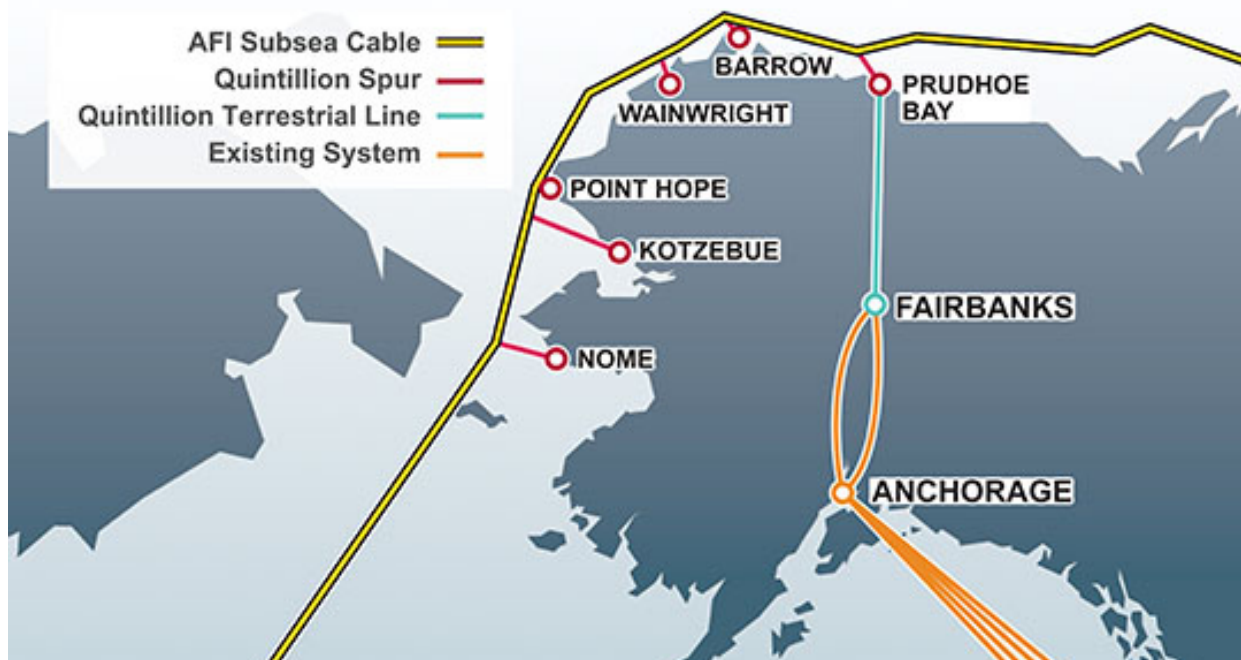 AFI Subsea Cable
Quintillion Spur
Quintillion Terrestrial Line
Existing System
BARROW
WAINWRIGHT
PRUDHOE
BAY
POINT HOPE
KOTZEBUE
FAIRBANKS
NOME
ANCHORAGE